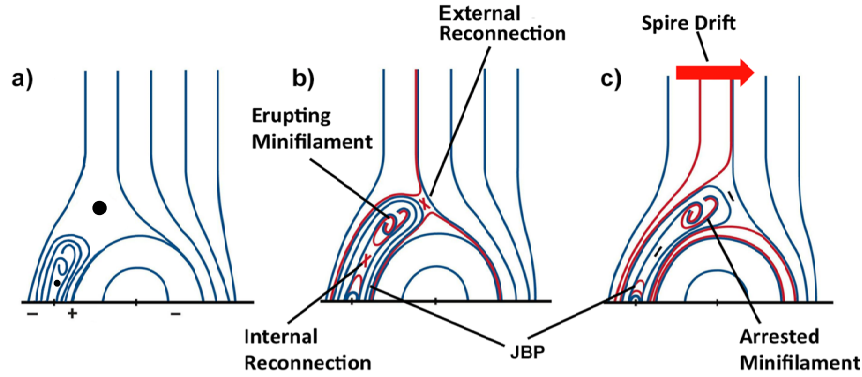 a)
− + −
b)
External
Reconnection
Erupting
Minifilament
Internal
Reconnection
JBP
c)
Spire Drift
Arrested
Minifilament